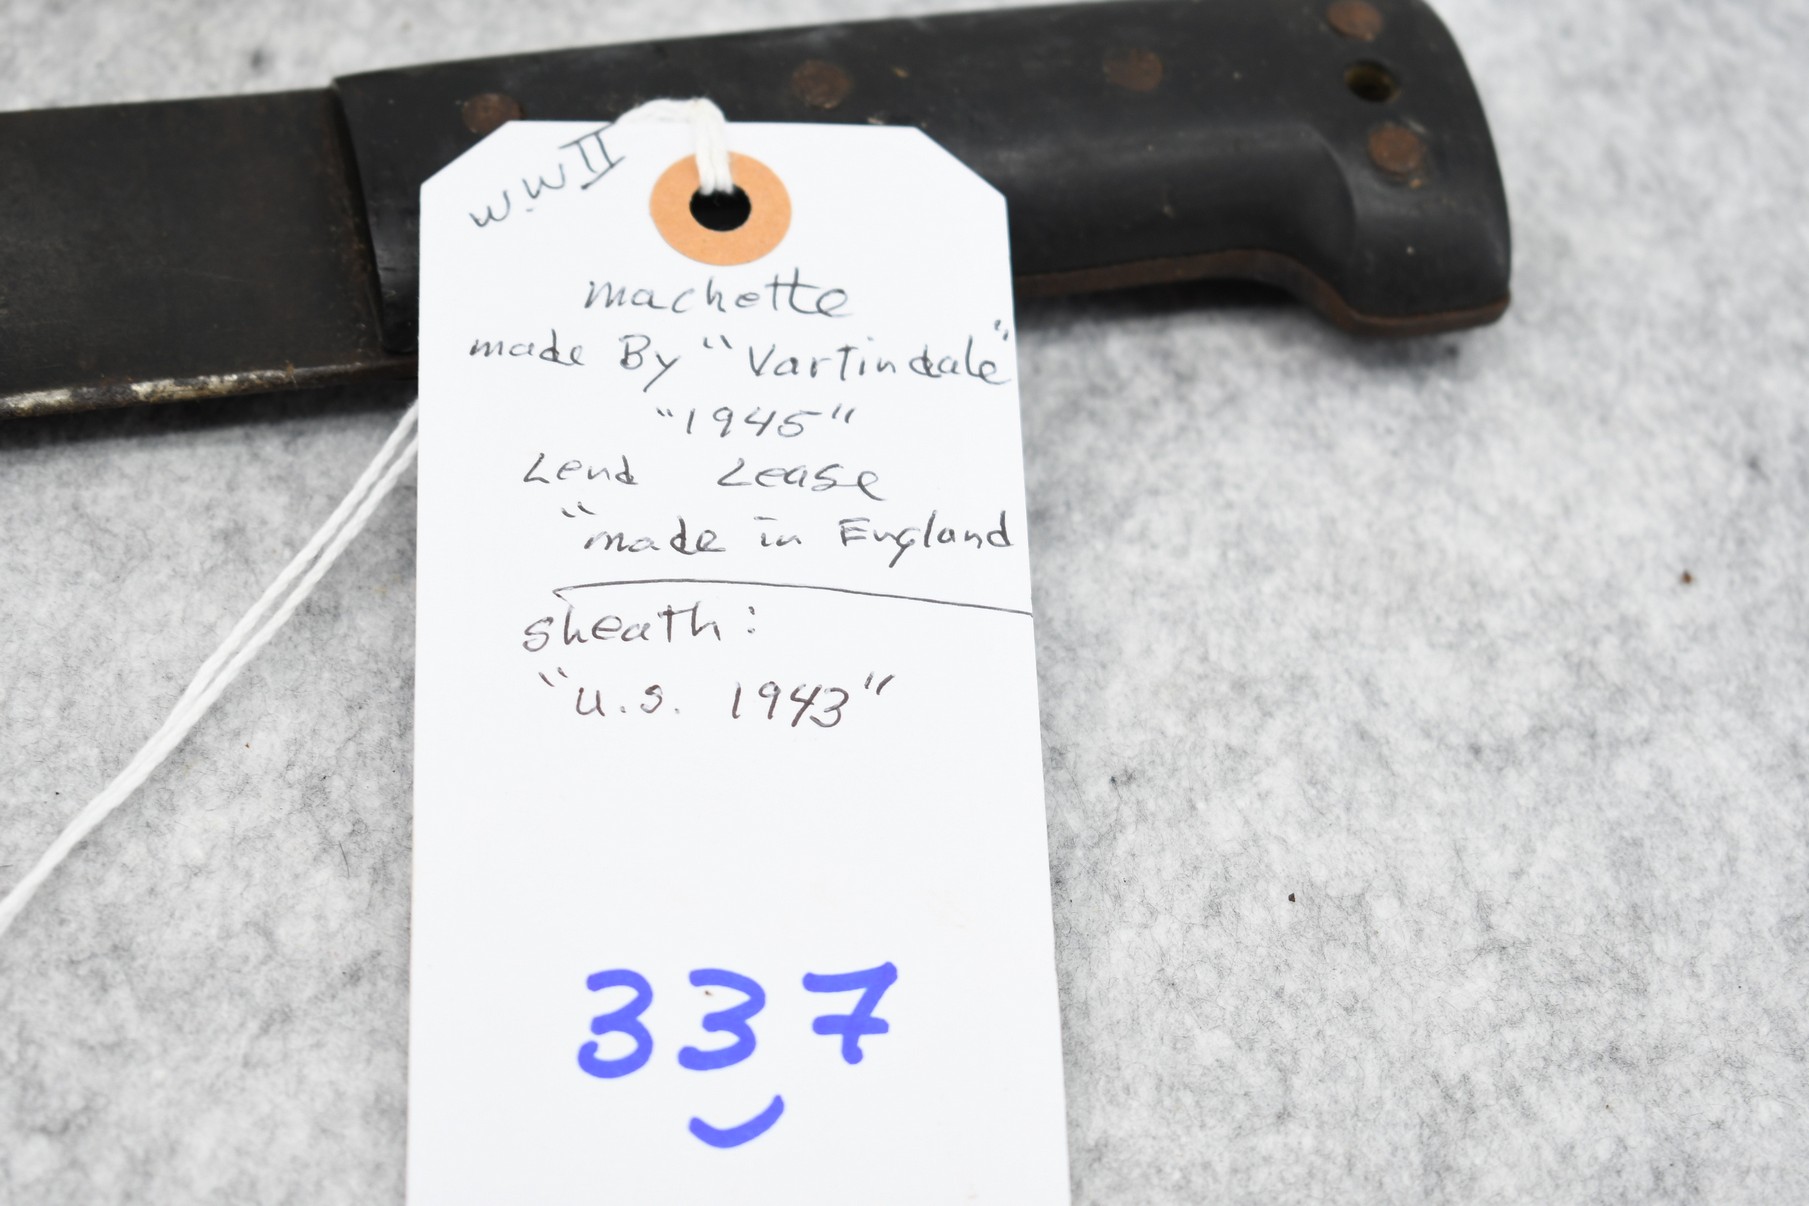 W.W II
machette
made By "Vartindale"
"1945"
Lend Lease
"made in England
sheath:
"U.S. 1943"
337